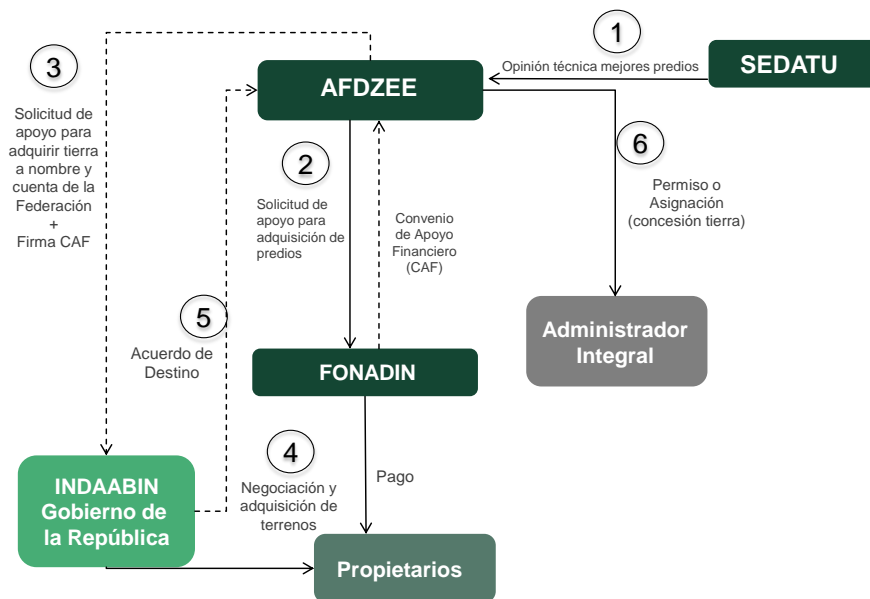 1
Opinión técnica mejores predios
SEDATU
AFDZEE
3
Solicitud de
apoyo para
adquirir tierra
a nombre y
cuenta de la
Federación
+
Firma CAF
2
Solicitud de
apoyo para
adquisición de
predios
Convenio
de Apoyo
Financiero
(CAF)
6
Permiso o
Asignación
(concesión tierra)
5
Acuerdo de
Destino
Administrador
Integral
FONADIN
4
Negociación y
adquisición de
terrenos
Pago
INDAABIN
Gobierno de
la República
Propietarios